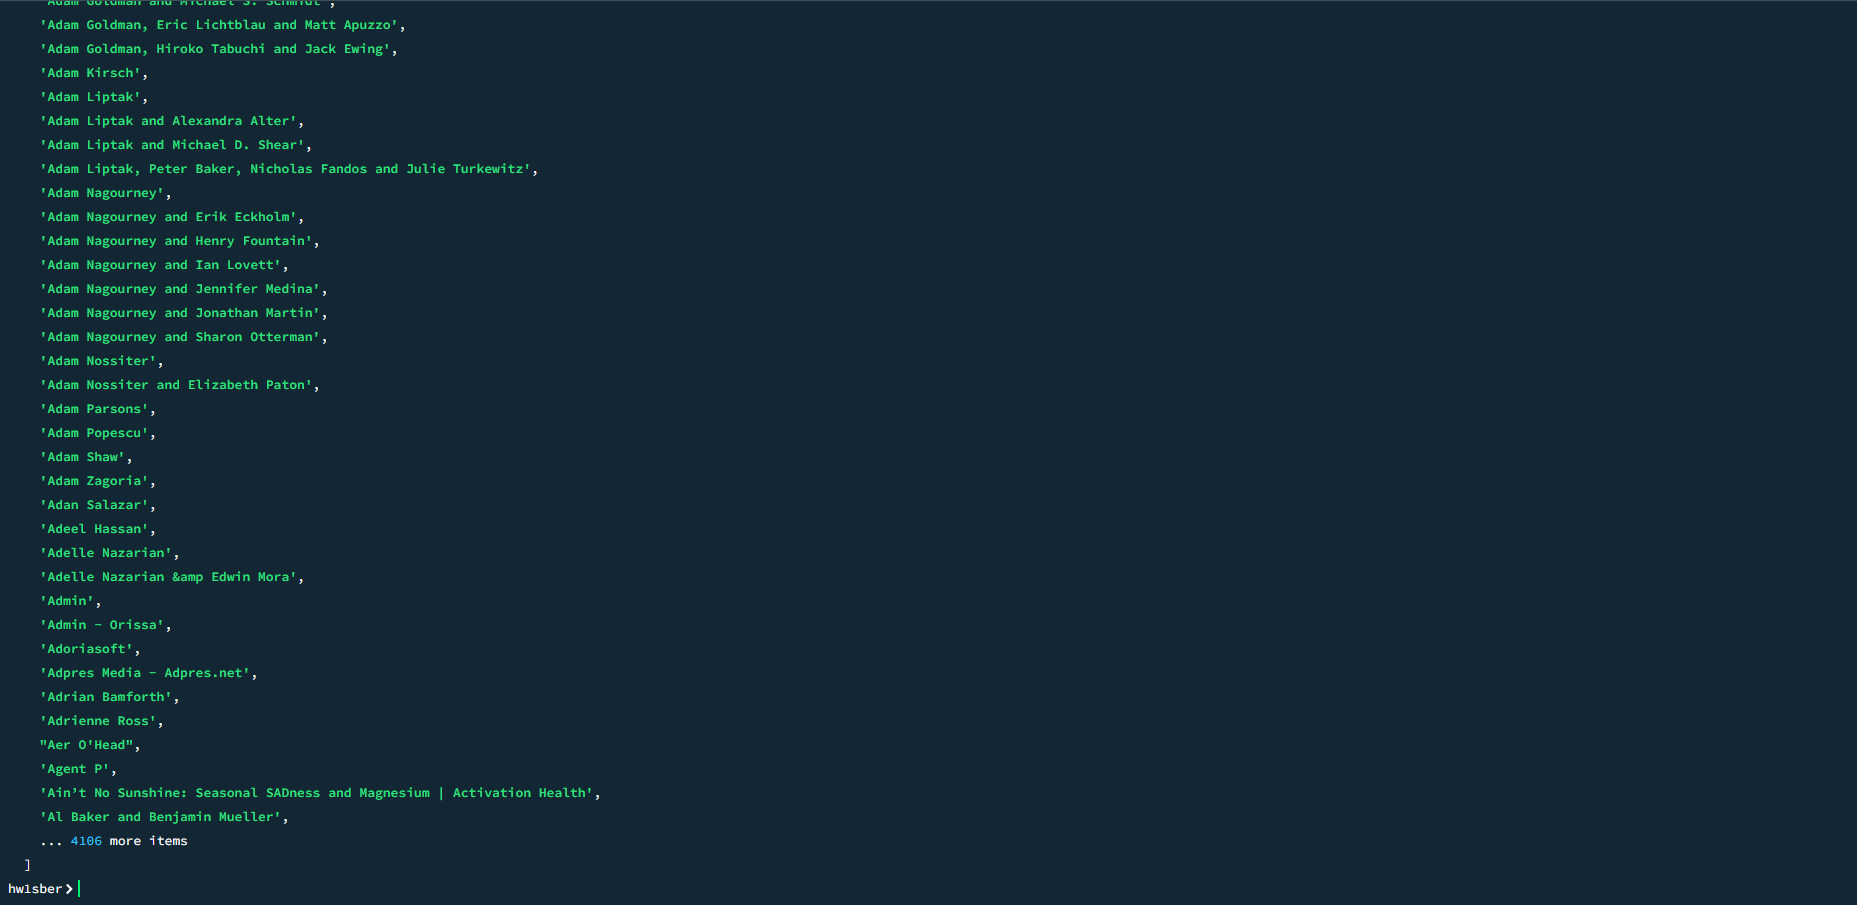 'Adam Goldman and Michael S. Schmidt',
'Adam Goldman, Eric Lichtblau and Matt Apuzzo',
'Adam Goldman, Hiroko Tabuchi and Jack Ewing',
'Adam Kirsch',
'Adam Liptak',
'Adam Liptak and Alexandra Alter',
'Adam Liptak and Michael D. Shear',
'Adam Liptak, Peter Baker, Nicholas Fandos and Julie Turkewitz',
'Adam Nagourney',
'Adam Nagourney and Erik Eckholm',
'Adam Nagourney and Henry Fountain',
'Adam Nagourney and Ian Lovett',
'Adam Nagourney and Jennifer Medina',
'Adam Nagourney and Jonathan Martin',
'Adam Nagourney and Sharon Otterman',
'Adam Nossiter',
'Adam Nossiter and Elizabeth Paton',
'Adam Parsons',
'Adam Popescu',
'Adam Shaw',
'Adam Zagoria',
'Adan Salazar',
'Adeel Hassan',
'Adelle Nazarian',
'Adelle Nazarian &amp Edwin Mora',
'Admin',
'Admin - Orissa',
'Adoriasoft',
'Adpres Media - Adpres.net',
'Adrian Bamforth',
'Adrienne Ross',
"Aer O'Head",
'Agent P',
'Ain’t No Sunshine: Seasonal SADness and Magnesium | Activation Health',
'Al Baker and Benjamin Mueller',
... 4106 more items
]
hw1sber>